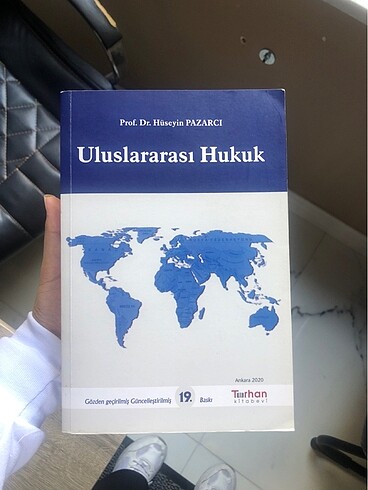 Prof. Dr. Hüseyin PAZARCI
Uluslararası Hukuk
Ankara 2020
Gözden geçirilmiş Güncelleştirilmiş 19. Baskı
Turhan
kitabevi